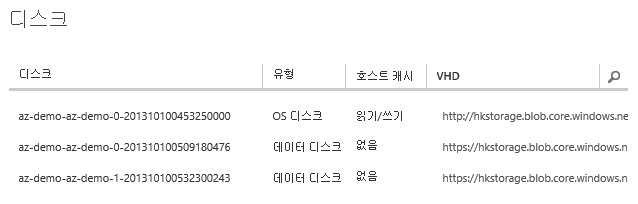 디스크
디스크 유형 호스트 캐시 VHD
az-demo-az-demo-0-201310100453250000 OS 디스크 읽기/쓰기 http://hkstorage.blob.core.windows.ne
az-demo-az-demo-0-201310100509180476 데이터 디스크 없음 https://hkstorage.blob.core.windows.n
az-demo-az-demo-1-201310100532300243 데이터 디스크 없음 https://hkstorage.blob.core.windows.n